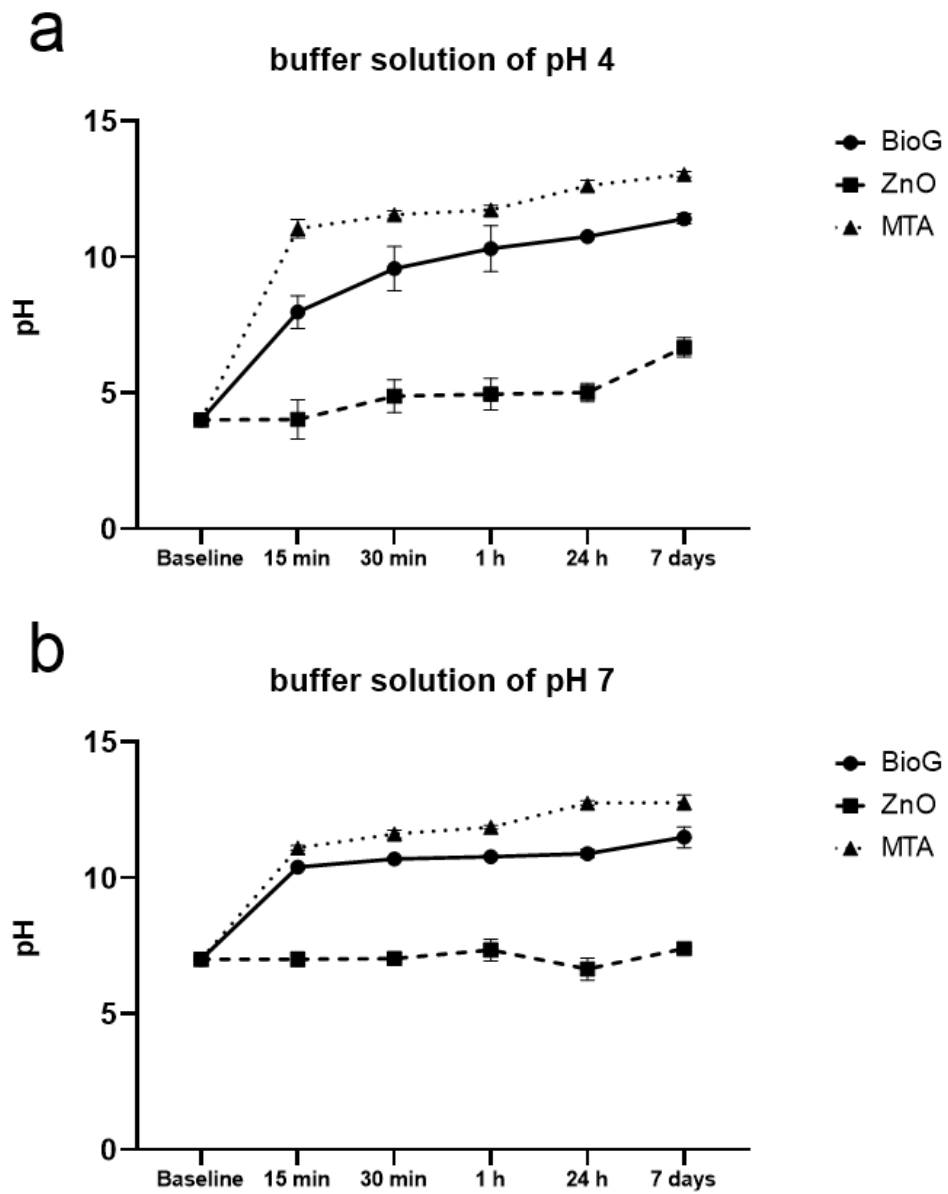 a
buffer solution of pH 4
15
10
5
0
pH
Baseline 15 min 30 min 1 h 24 h 7 days
BioG
ZnO
MTA
b
buffer solution of pH 7
15
10
5
0
pH
Baseline 15 min 30 min 1 h 24 h 7 days
BioG
ZnO
MTA